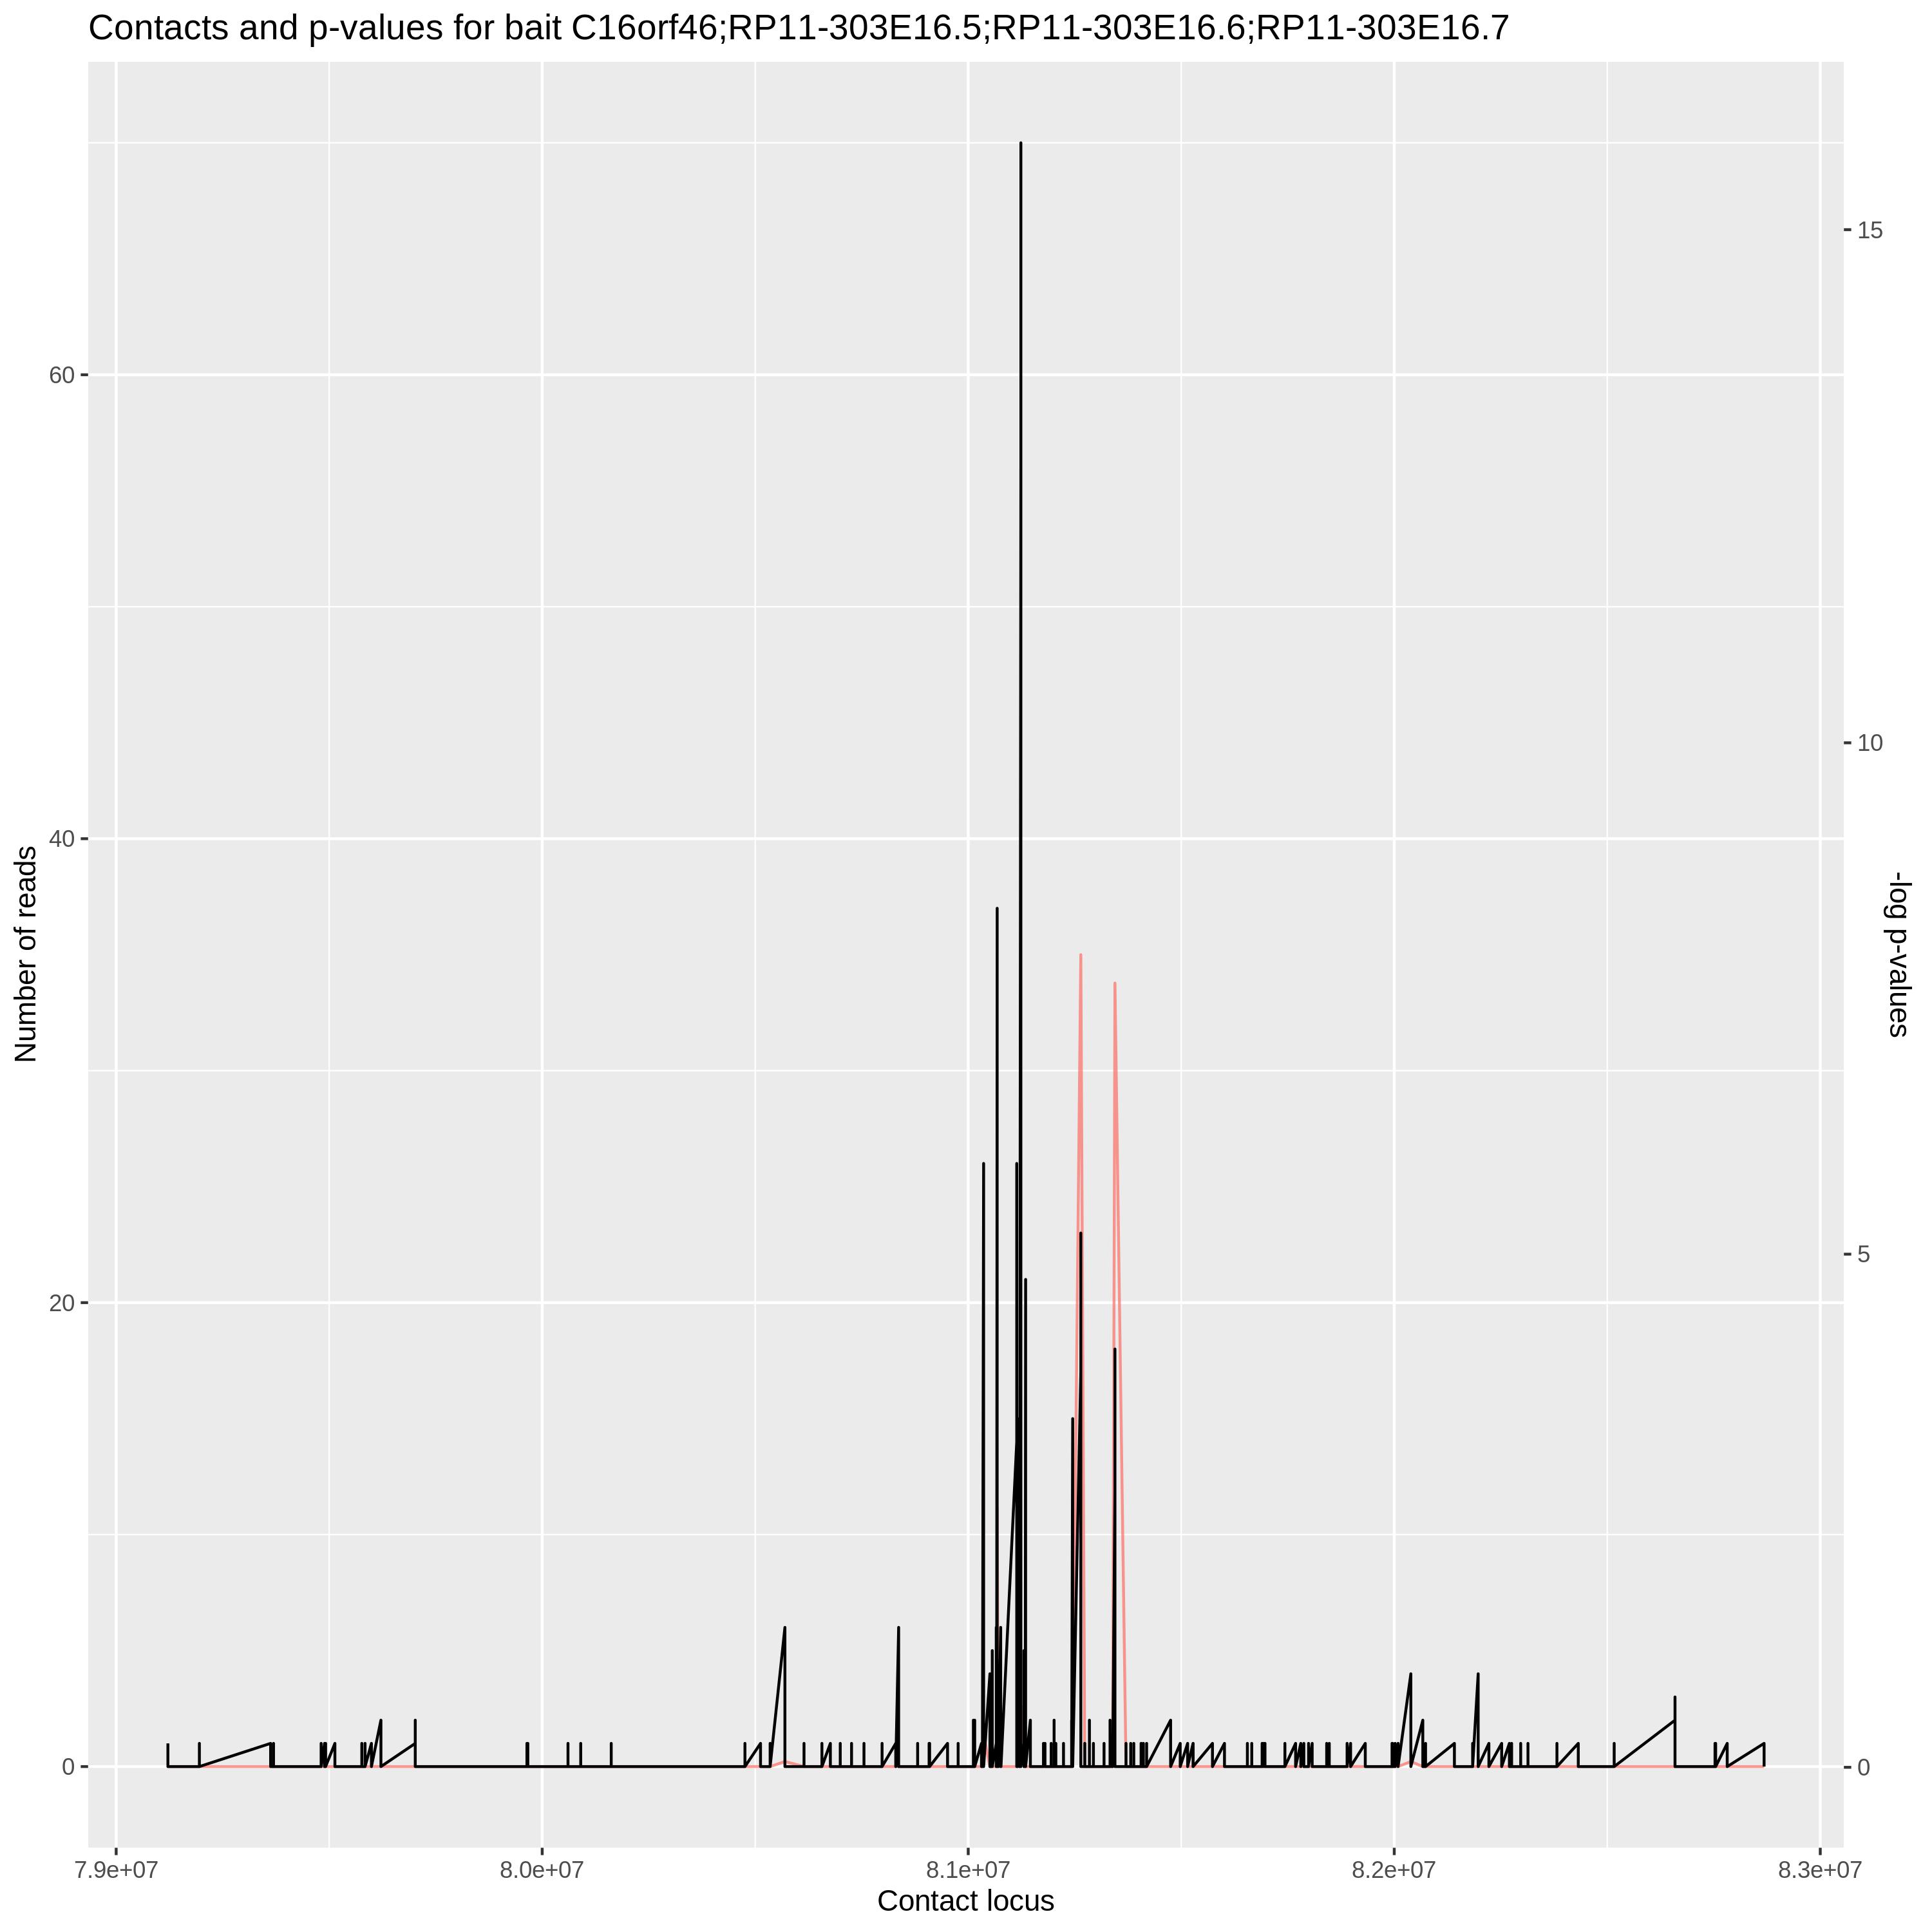 Contacts and p-values for bait C16orf46;RP11-303E16.5;RP11-303E16.6;RP11-303E16.7
Number of reads
60
40
20
0
15
10
5
0
-log p-values
7.9e+07 8.0e+07 8.1e+07 8.2e+07 8.3e+07
Contact locus